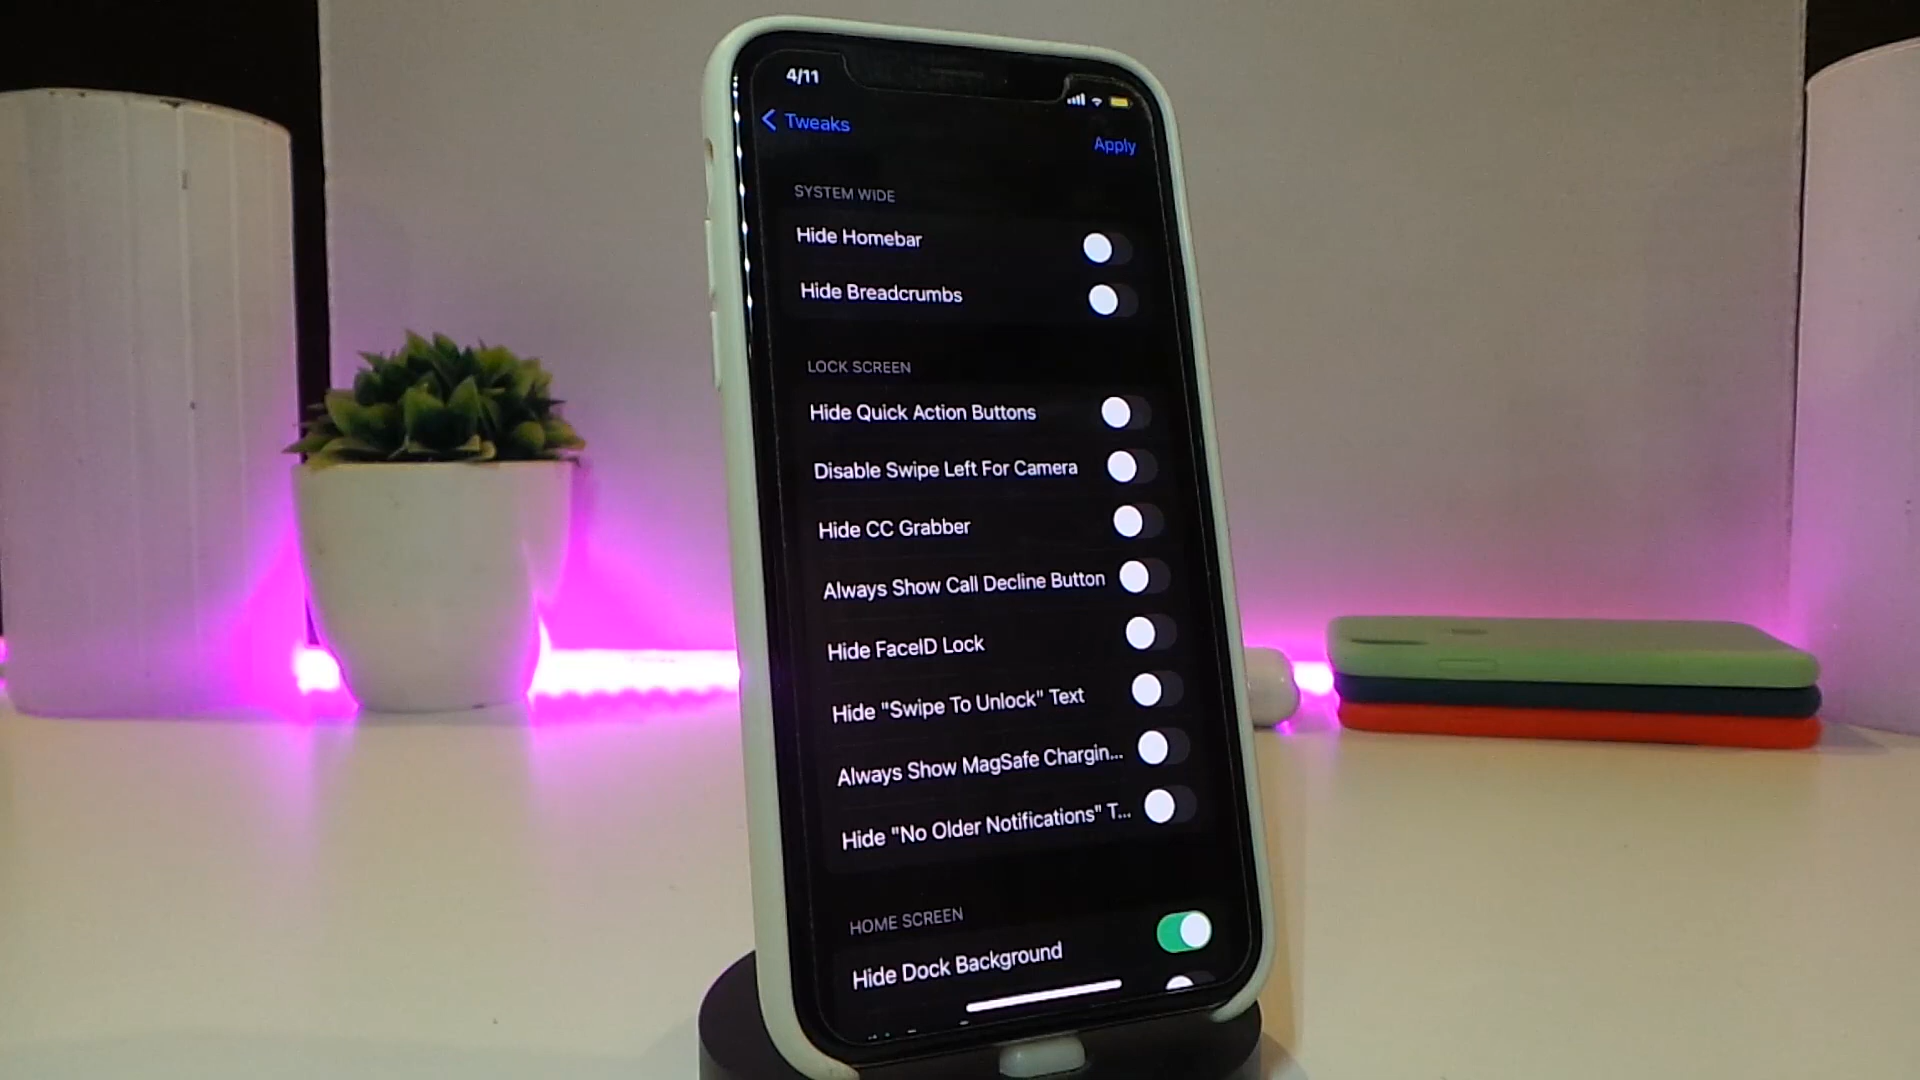 4/11
Tweaks
Apply
SYSTEM WIDE
Hide Homebar
Hide Breadcrumbs
LOCK SCREEN
Hide Quick Action Buttons
Disable Swipe Left For Camera
Hide CC Grabber
Always Show Call Decline Button
Hide FaceID Lock
Hide "Swipe To Unlock" Text
Always Show MagSafe Chargin...
Hide "No Older Notifications" T...
HOME SCREEN
Hide Dock Background